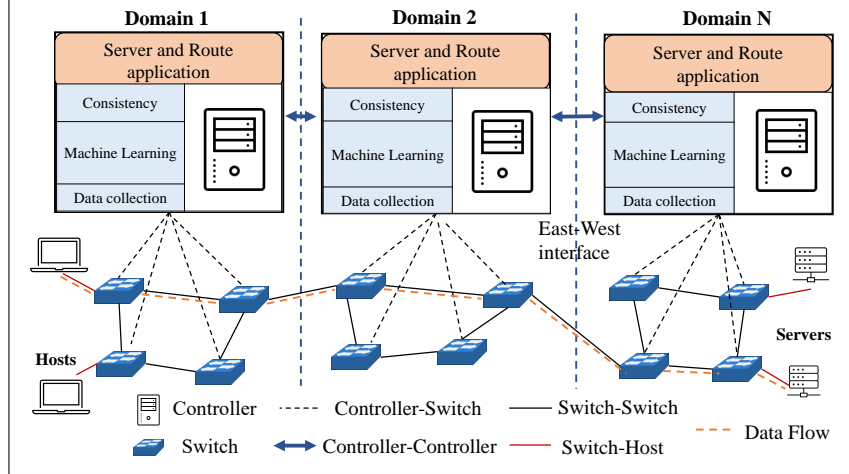 Domain 1
Domain 2
Domain N
Server and Route
application
Server and Route
application
Server and Route
application
Consistency
Machine Learning
Data collection
Consistency
Machine Learning
Data collection
Consistency
Machine Learning
Data collection
East-West
interface
Hosts
Servers
Controller
Controller-Switch
Switch-Switch
Data Flow
Switch
Controller-Controller
Switch-Host